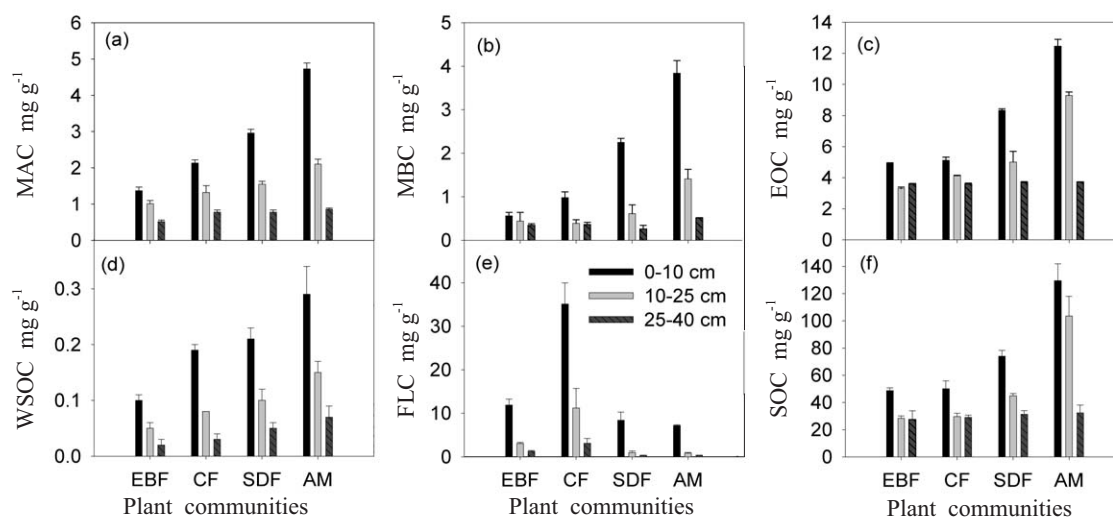 (a)
MAC mg g-1
6
5
4
3
2
1
0
(b)
MBC mg g-1
5
4
3
2
1
0
(c)
EOC mg g-1
14
12
10
8
6
4
2
0
(d)
WSOC mg g-1
0.3
0.2
0.1
0.0
EBF CF SDF AM
Plant communities
(e)
FLC mg g-1
40
30
20
10
0
0-10 cm
10-25 cm
25-40 cm
EBF CF SDF AM
Plant communities
(f)
SOC mg g-1
140
120
100
80
60
40
20
0
EBF CF SDF AM
Plant communities